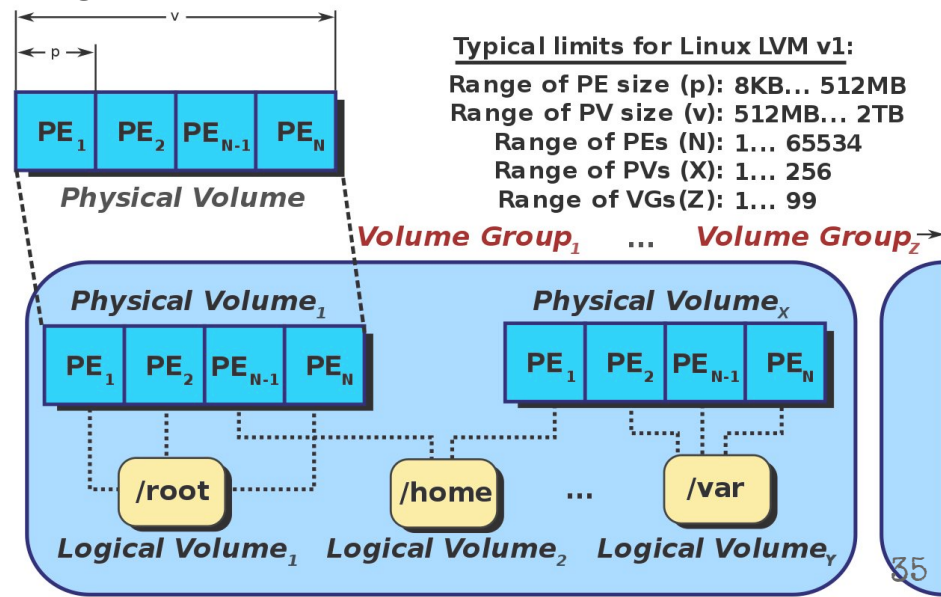 v
p
PE1 PE2 PEN-1 PEN
Physical Volume
Typical limits for Linux LVM v1:
Range of PE size (p): 8KB... 512MB
Range of PV size (v): 512MB... 2TB
Range of PEs (N): 1... 65534
Range of PVs (X): 1... 256
Range of VGs(Z): 1... 99
Volume Group1 ... Volume GroupZ
Physical Volume1 Physical VolumeX
PE1 PE2 PEN-1 PEN PE1 PE2 PEN-1 PEN
/root /home ... /var
Logical Volume1 Logical Volume2 Logical VolumeY
35